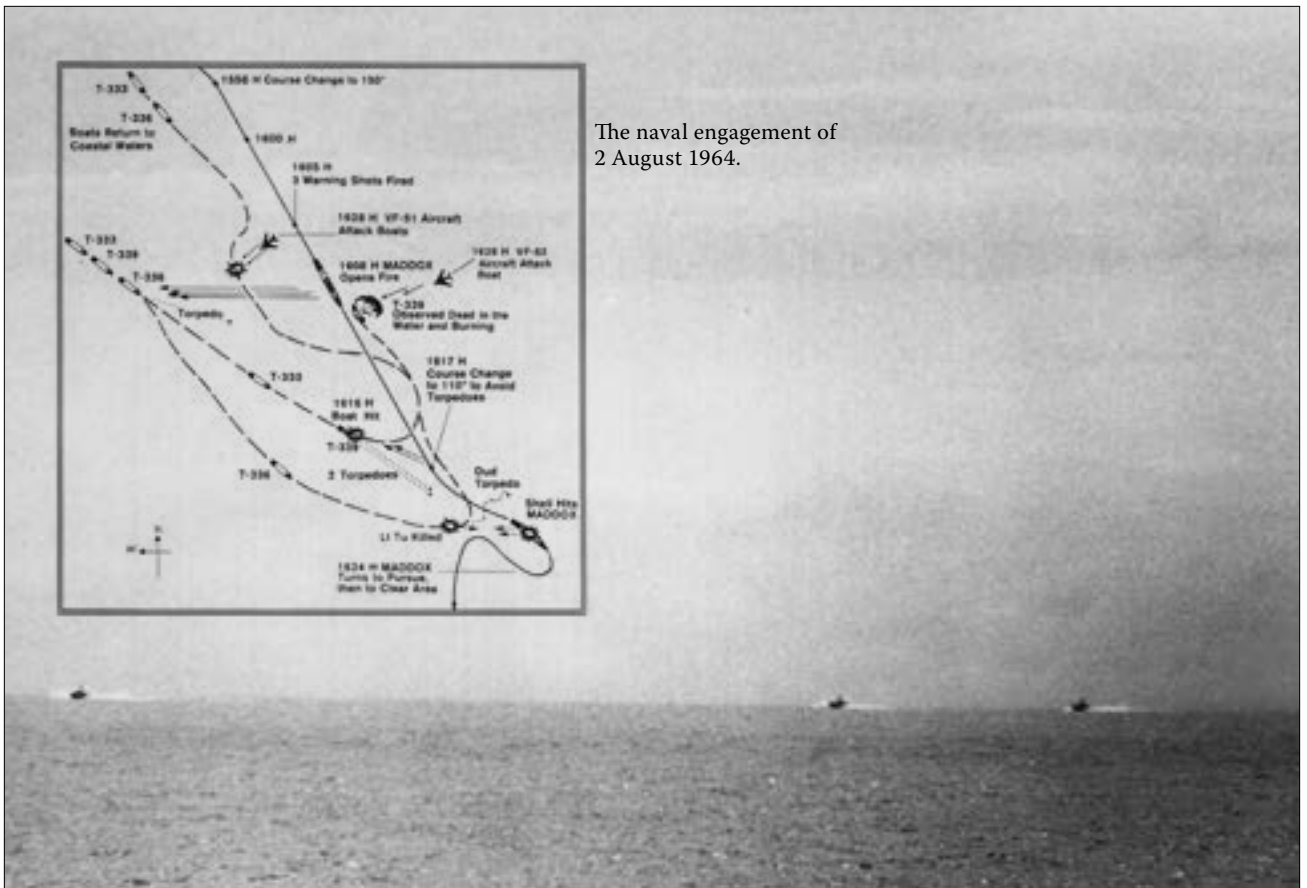 The naval engagement of
2 August 1964.
T-333
T-336
Boats Return to
Coastal Waters
1556 H Course Change to 150°
1600 H
1605 H
3 Warning Shots Fired
1628 H VF-51 Aircraft
Attack Boats
1608 H MADDOX
Opens Fire
VF-53
Aircraft Attack
Boat
T-339
Observed Dead in the
Water and Burning
T-333
T-339
T-336
Torpedo
T-333
1617 H
Course Change
to 110° to Avoid
Torpedoes
Boat Hit
T-339
2 Torpedoes
T-336
Dud
Torpedo
Shell Hits
MADDOX
Lt Tu Killed
N
W
1624 H MADDOX
Turns to Pursue,
then to Clear Area